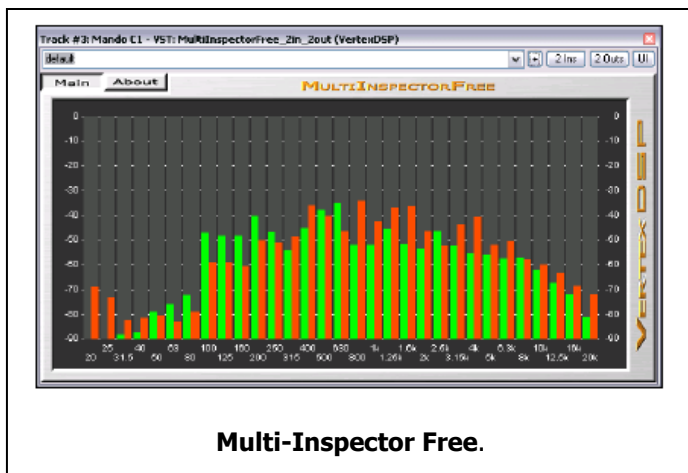 Track #3: Mando C1 - VST: MultiInspectorFree_2in_2out (VertexDSP)
default + 2 Ins 2 Outs UI
Main About MULTIINSPECTORFREE
0 0
-10 -10
-20 -20
-30 -30
-40 -40
-50 -50
-60 -60
-70 -70
-80 -80
-90 -90
25 40 63 100 160 250 400 630 1k 1.6k 2.5k 4k 6.3k 10k 16k
20 31.5 50 80 125 200 315 500 800 1.25k 2k 3.15k 5k 8k 12.5k 20k
VERTEX DSP
Multi-Inspector Free.